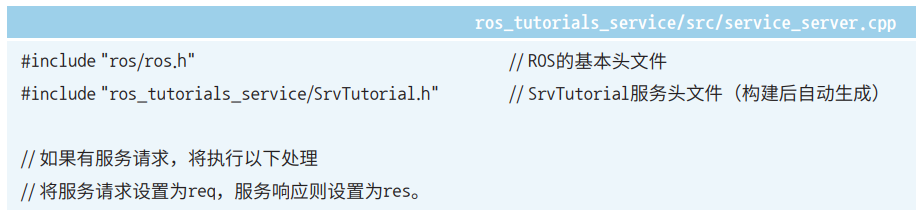 ros_tutorials_service/src/service_server.cpp
#include "ros/ros.h" // ROS的基本头文件
#include "ros_tutorials_service/SrvTutorial.h" // SrvTutorial服务头文件（构建后自动生成）
// 如果有服务请求，将执行以下处理
// 将服务请求设置为req，服务响应则设置为res。